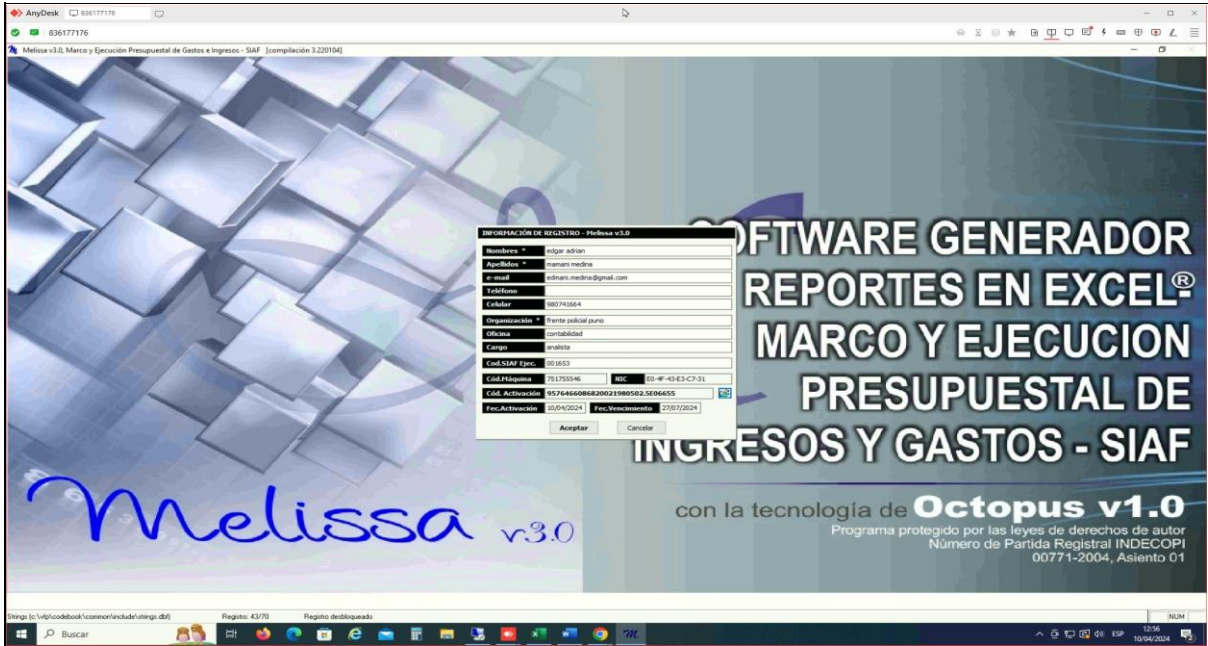 AnyDesk 836177176
836177176
Melissa v3.0, Marco y Ejecución Presupuestal de Gastos e Ingresos - SIAF [compilación 3.220104]
SOFTWARE GENERADOR
REPORTES EN EXCEL®
MARCO Y EJECUCION
PRESUPUESTAL DE
INGRESOS Y GASTOS - SIAF
con la tecnología de Octopus v1.0
Programa protegido por las leyes de derechos de autor
Número de Partida Registral INDECOPI
00771-2004, Asiento 01
Melissa v3.0
INFORMACIÓN DE REGISTRO - Melissa v3.0
Nombres * edgar adrian
Apellidos * mamani medina
e-mail edmani.medina@gmail.com
Teléfono
Celular 980741664
Organización * frente policial puno
Oficina contabilidad
Cargo analista
Cod.SIAF Ejec. 001653
Cód.Máquina 751755546 NIC E0-4F-43-E3-C7-31
Cód. Activación 9576466086820021980502,5E06655
Fec.Activación 10/04/2024 Fec.Vencimiento 27/07/2024
Aceptar Cancelar
Strings (c:\vfp\codebook\common\include\strings.dbf) Registro: 43/70 Registro desbloqueado NUM
Buscar ESP 12:56
10/04/2024